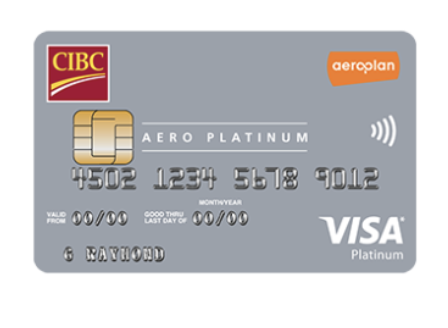 CIBC
aeroplan
AERO PLATINUM
4502 1234 5678 9012
MONTH/YEAR
VALID FROM 00/00 GOOD THRU LAST DAY OF 00/00
VISA
Platinum
G RAYMOND